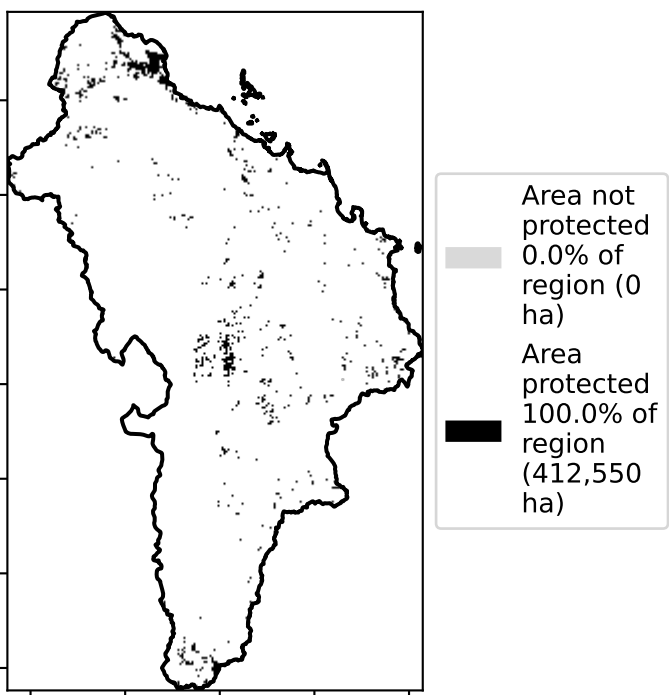 Area not
protected
0.0% of
region (0
ha)
Area
protected
100.0% of
region
(412,550
ha)